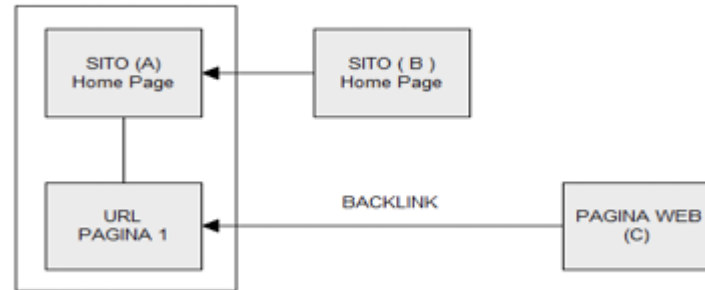 SITO (A)
Home Page
SITO ( B )
Home Page
URL
PAGINA 1
BACKLINK
PAGINA WEB
(C)